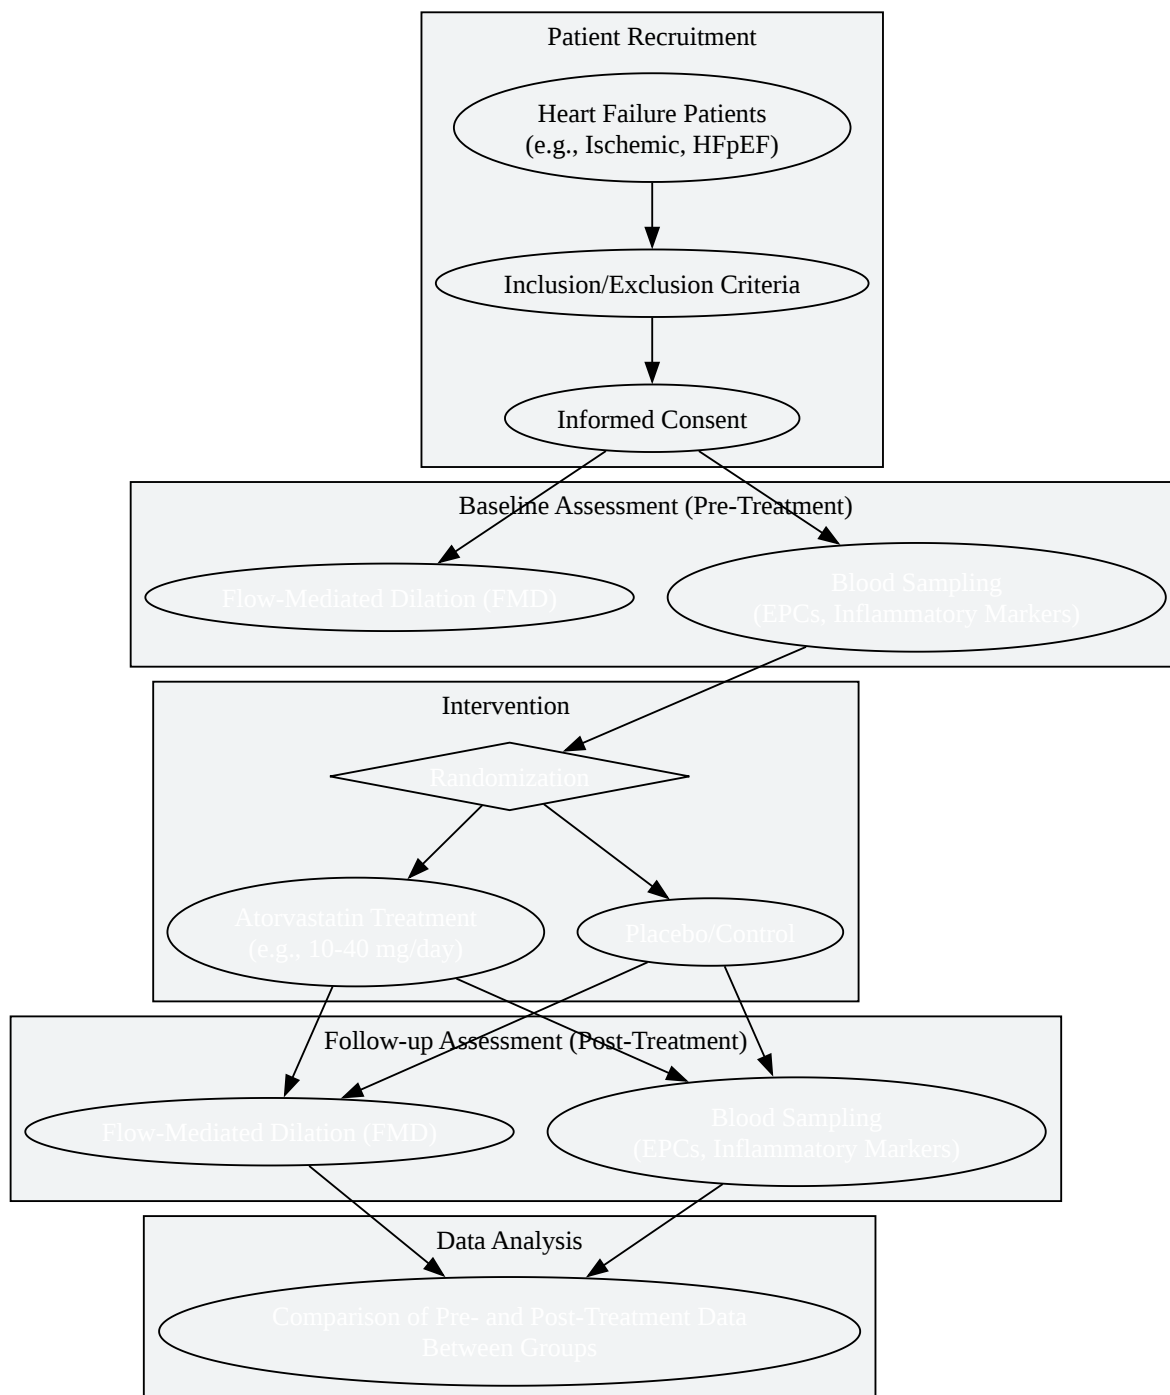 Patient Recruitment
Heart Failure Patients
(e.g., Ischemic, HFpEF)
Inclusion/Exclusion Criteria
Informed Consent
Baseline Assessment (Pre-Treatment)
Flow-Mediated Dilation (FMD)
Blood Sampling
(EPCs, Inflammatory Markers)
Intervention
Randomization
Atorvastatin Treatment
(e.g., 10-40 mg/day)
Placebo/Control
Follow-up Assessment (Post-Treatment)
Flow-Mediated Dilation (FMD)
Blood Sampling
(EPCs, Inflammatory Markers)
Data Analysis
Comparison of Pre- and Post-Treatment Data
Between Groups